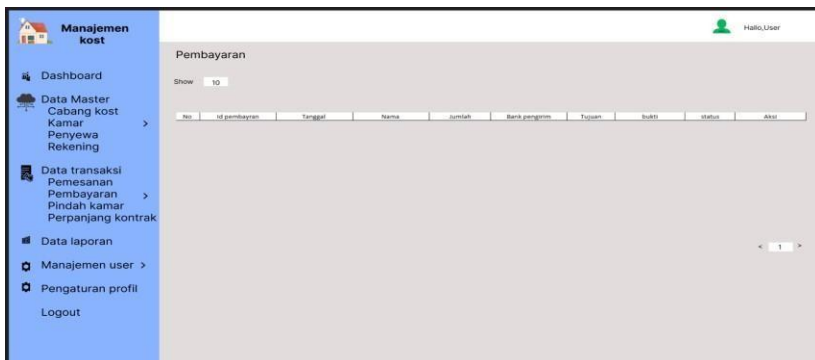 Manajemen
kost
Hallo,User
Dashboard
Data Master
Cabang kost
Kamar >
Penyewa
Rekening
Data transaksi
Pemesanan
Pembayaran >
Pindah kamar
Perpanjang kontrak
Data laporan
Manajemen user >
Pengaturan profil
Logout
Pembayaran
Show 10
No id pembayran Tanggal Nama Jumlah Bank pengirim Tujuan bukti status Aksi
< 1 >